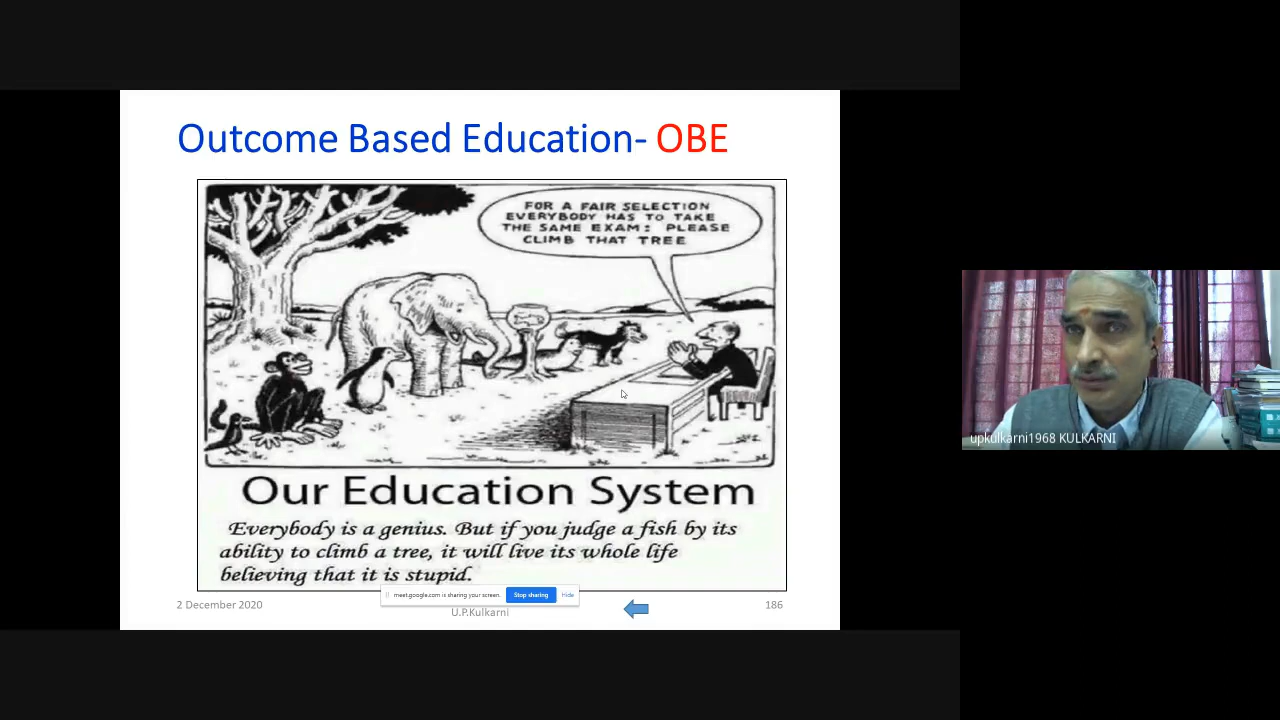 Outcome Based Education- OBE
FOR A FAIR SELECTION
EVERYBODY HAS TO TAKE
THE SAME EXAM: PLEASE
CLIMB THAT TREE
Our Education System
Everybody is a genius. But if you judge a fish by its
ability to climb a tree, it will live its whole life
believing that it is stupid.
meet.google.com is sharing your screen.
Stop sharing
Hide
2 December 2020
U.P.Kulkarni
186
upkulkarni1968 KULKARNI